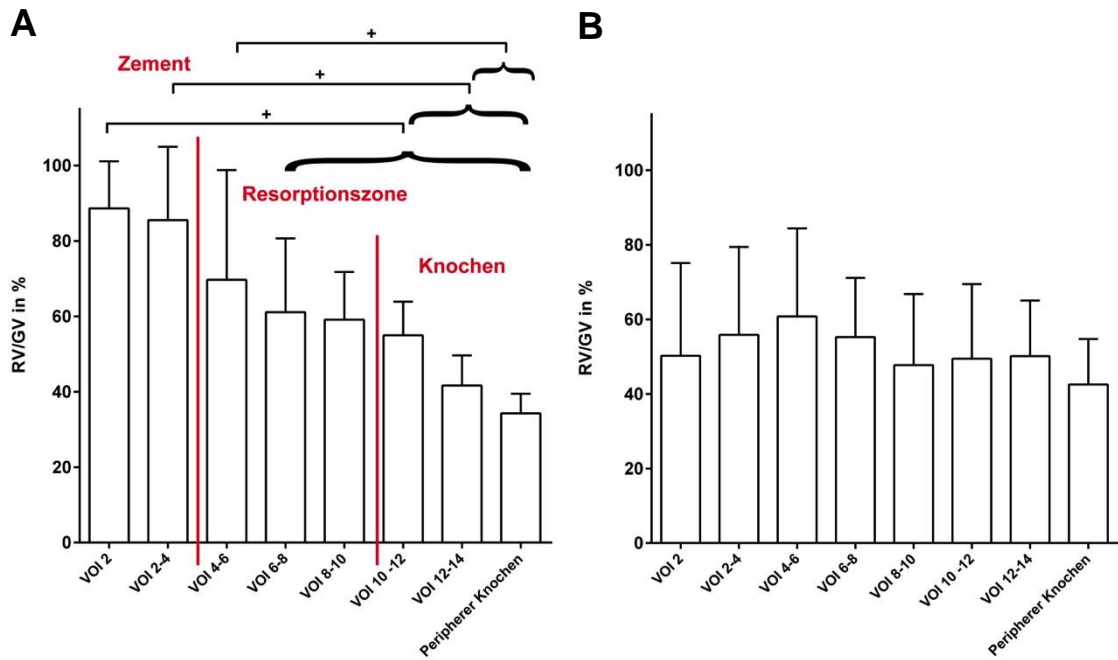 A
+
Zement
+
+
Resorptionszone
Knochen
RV/GV in %
100
80
60
40
20
0
VOI 2
VOI 2-4
VOI 4-6
VOI 6-8
VOI 8-10
VOI 10 -12
VOI 12-14
Peripherer Knochen
B
RV/GV in %
100
80
60
40
20
0
VOI 2
VOI 2-4
VOI 4-6
VOI 6-8
VOI 8-10
VOI 10 -12
VOI 12-14
Peripherer Knochen